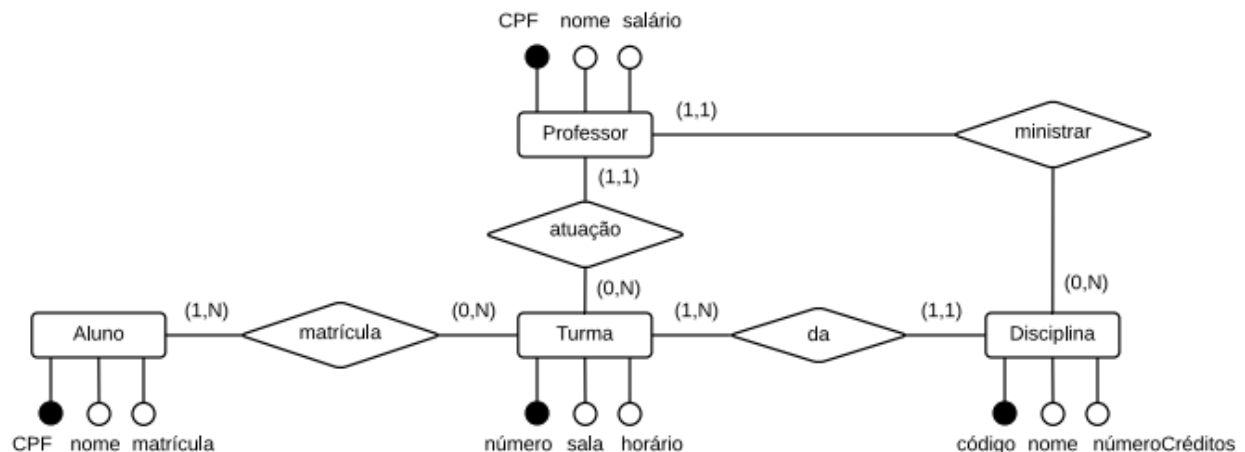 CPF nome salário
Professor (1,1) ministrar
(1,1)
atuação
(0,N) (0,N)
Aluno (1,N) matrícula (0,N) Turma (1,N) da (1,1) Disciplina
CPF nome matrícula número sala horário código nome númeroCréditos